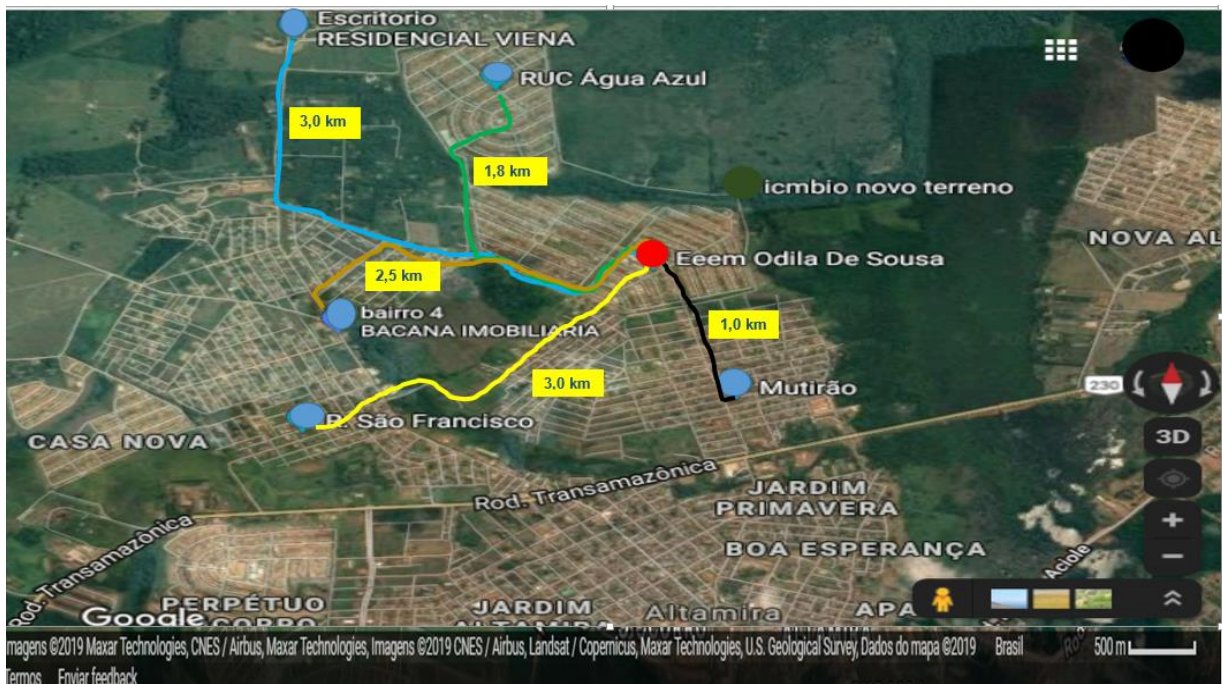 Escritorio
RESIDENCIAL VIENA
RUC Água Azul
3,0 km
1,8 km
icmbio novo terreno
NOVA AL
Eeem Odila De Sousa
2,5 km
bairro 4
BACANA IMOBILIARIA
1,0 km
3,0 km
Mutirão
230
R. São Francisco
CASA NOVA
3D
Rod. Transamazônica
JARDIM
PRIMAVERA
BOA ESPERANÇA
Rod. Transamazônica
Aciole
PERPÉTUO
OCORRO
Google
JARDIM
ALTAMIRA
Altamira
APA
magens ©2019 Maxar Technologies, CNES / Airbus, Maxar Technologies, Imagens ©2019 CNES / Airbus, Landsat / Copernicus, Maxar Technologies, U.S. Geological Survey, Dados do mapa ©2019 Brasil 500 m
Termos Enviar feedback